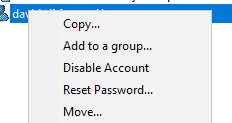 Copy...
Add to a group...
Disable Account
Reset Password...
Move...